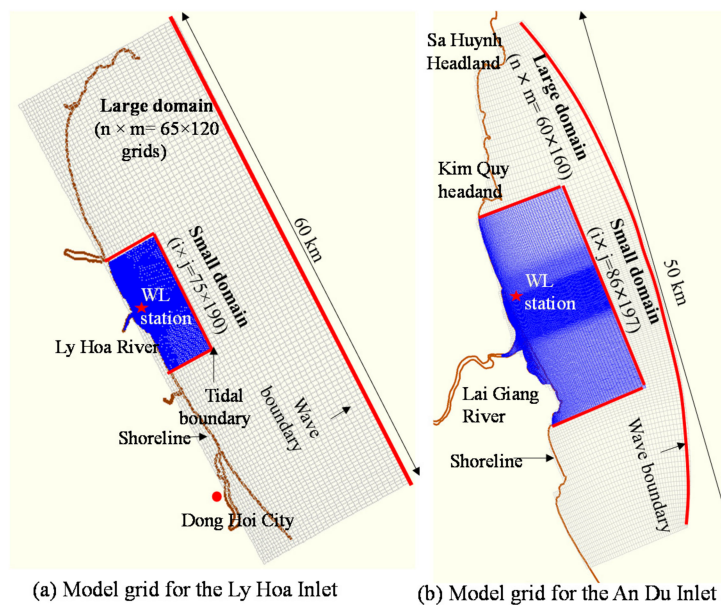 Large domain
(n × m= 65×120
grids)
60 km
Small domain
(i× j=75×190)
WL
station
Ly Hoa River
Tidal
boundary
Wave
boundary
Shoreline
Dong Hoi City
(a) Model grid for the Ly Hoa Inlet
Sa Huynh
Headland
Large domain
(n × m= 60×160)
Kim Quy
headand
50 km
Small domain
(i× j=86×197)
WL
station
Lai Giang
River
Shoreline
Wave boundary
(b) Model grid for the An Du Inlet